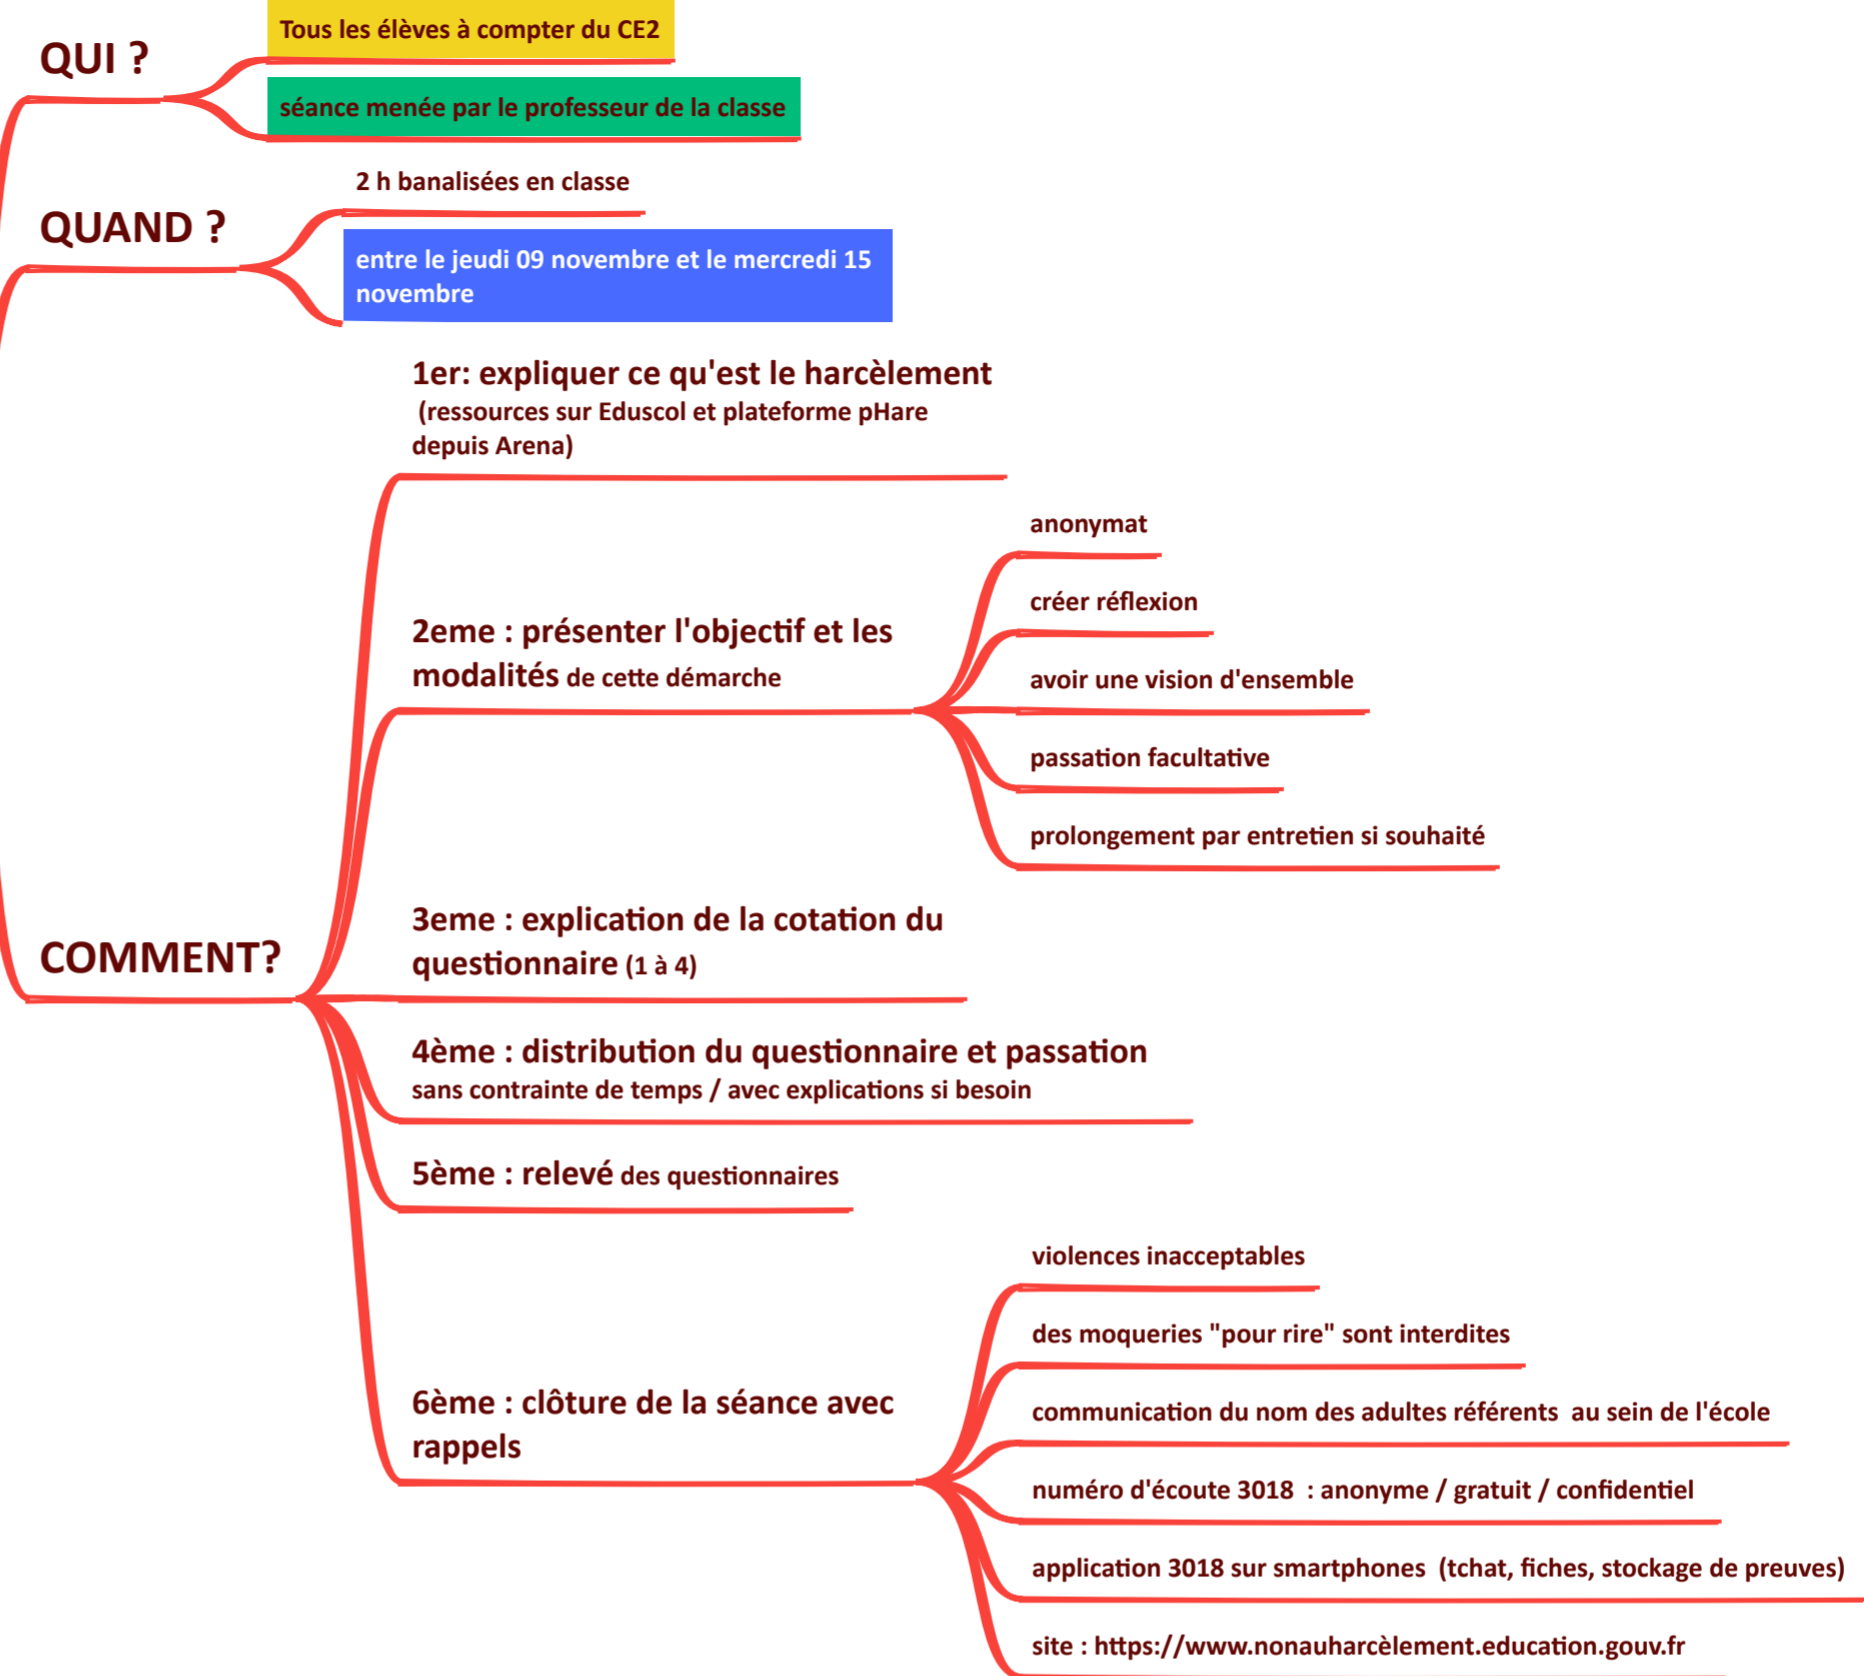 QUI ?
Tous les élèves à compter du CE2
séance menée par le professeur de la classe
QUAND ?
2 h banalisées en classe
entre le jeudi 09 novembre et le mercredi 15
novembre
COMMENT?
1er: expliquer ce qu'est le harcèlement
(ressources sur Eduscol et plateforme pHare
depuis Arena)
2eme : présenter l'objectif et les
modalités de cette démarche
anonymat
créer réflexion
avoir une vision d'ensemble
passation facultative
prolongement par entretien si souhaité
3eme : explication de la cotation du
questionnaire (1 à 4)
4ème : distribution du questionnaire et passation
sans contrainte de temps / avec explications si besoin
5ème : relevé des questionnaires
6ème : clôture de la séance avec
rappels
violences inacceptables
des moqueries "pour rire" sont interdites
communication du nom des adultes référents  au sein de l'école
numéro d'écoute 3018  : anonyme / gratuit / confidentiel
application 3018 sur smartphones  (tchat, fiches, stockage de preuves)
site : https://www.nonauharcèlement.education.gouv.fr